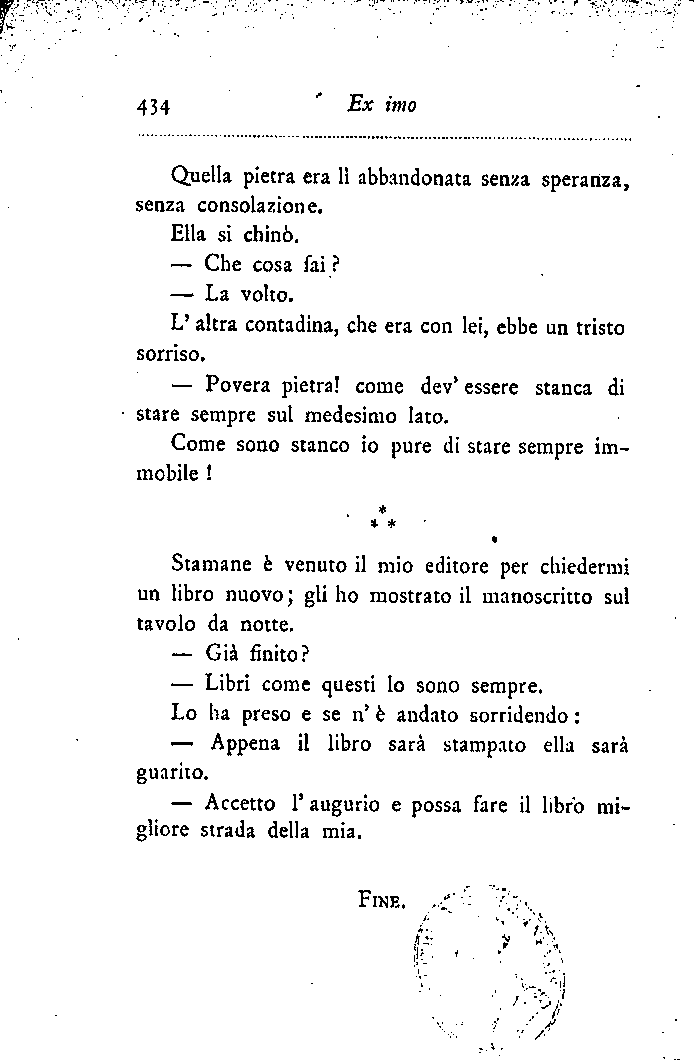 434 Ex imo
Quella pietra era lì abbandonata senza speranza,
senza consolazione.
Ella si chinò.
— Che cosa fai?
— La volto.
L' altra contadina, che era con lei, ebbe un tristo
sorriso.
— Povera pietra! come dev' essere stanca di
stare sempre sul medesimo lato.
Come sono stanco io pure di stare sempre im-
mobile !
*
* *
Stamane è venuto il mio editore per chiedermi
un libro nuovo; gli ho mostrato il manoscritto sul
tavolo da notte.
— Già finito?
— Libri come questi lo sono sempre.
Lo ha preso e se n' è andato sorridendo :
— Appena il libro sarà stampato ella sarà
guarito.
— Accetto l' augurio e possa fare il libro mi-
gliore strada della mia.
FINE.